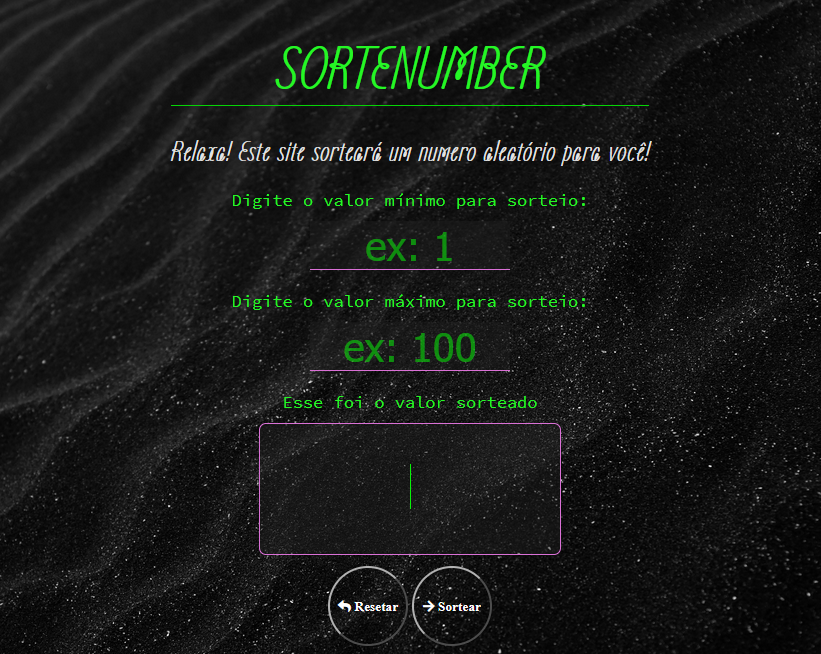 SORTENUMBER
Relaxa! Este site sorteará um numero aleatório para você!
Digite o valor mínimo para sorteio:
ex: 1
Digite o valor máximo para sorteio:
ex: 100
Esse foi o valor sorteado
Resetar
Sortear